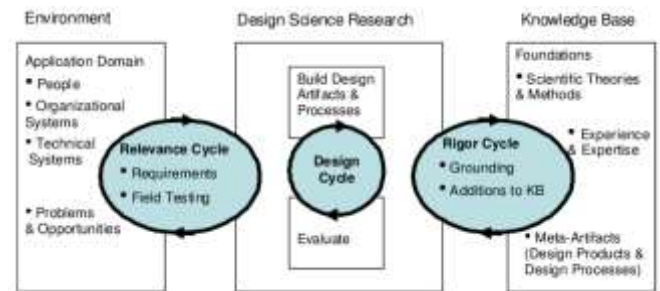 Environment
Design Science Research
Knowledge Base
Application Domain
• People
• Organizational
Systems
• Technical
Systems
• Problems
& Opportunities
Relevance Cycle
• Requirements
• Field Testing
Build Design
Artifacts &
Processes
Design
Cycle
Evaluate
Rigor Cycle
• Grounding
• Additions to KB
Foundations
• Scientific Theories
& Methods
• Experience
& Expertise
• Meta-Artifacts
(Design Products &
Design Processes)